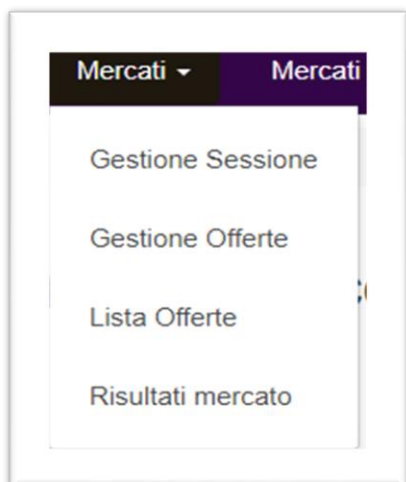 Mercati Mercati
Gestione Sessione
Gestione Offerte
Lista Offerte
Risultati mercato